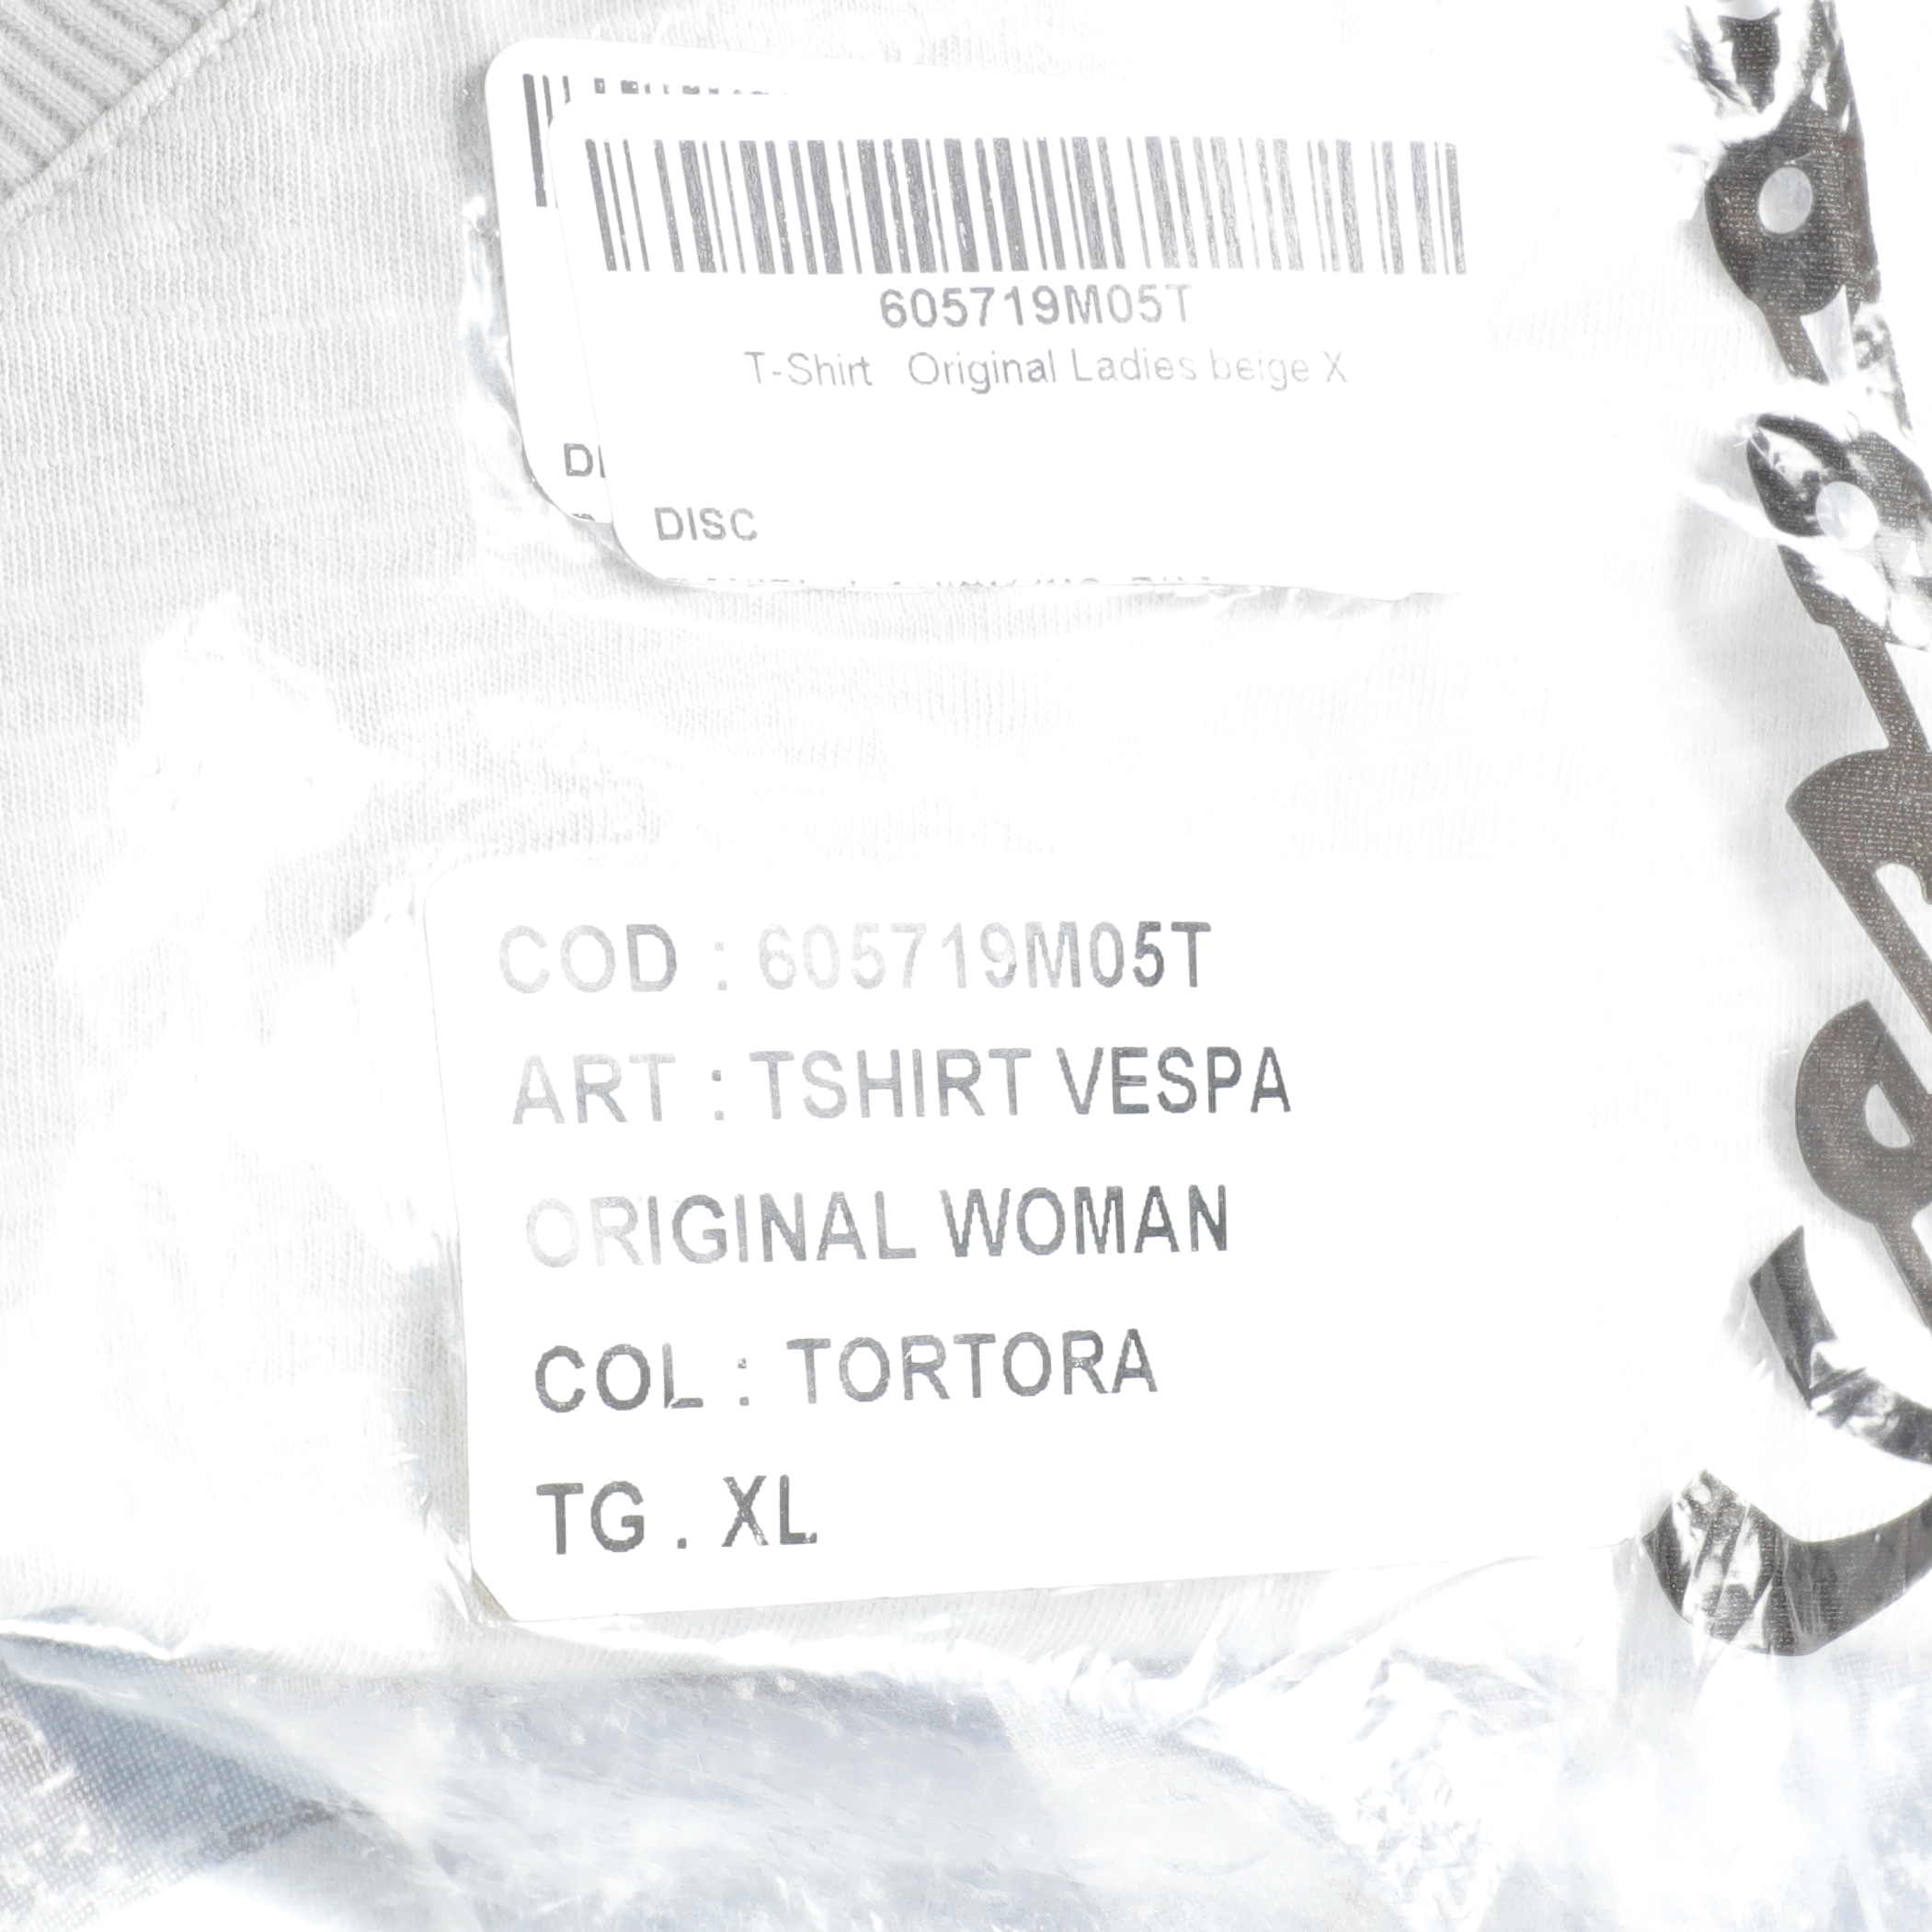 605719M05T
T-Shirt Original Ladies beige X
DISC
COD : 605719M05T
ART : TSHIRT VESPA
ORIGINAL WOMAN
COL : TORTORA
TG . XL